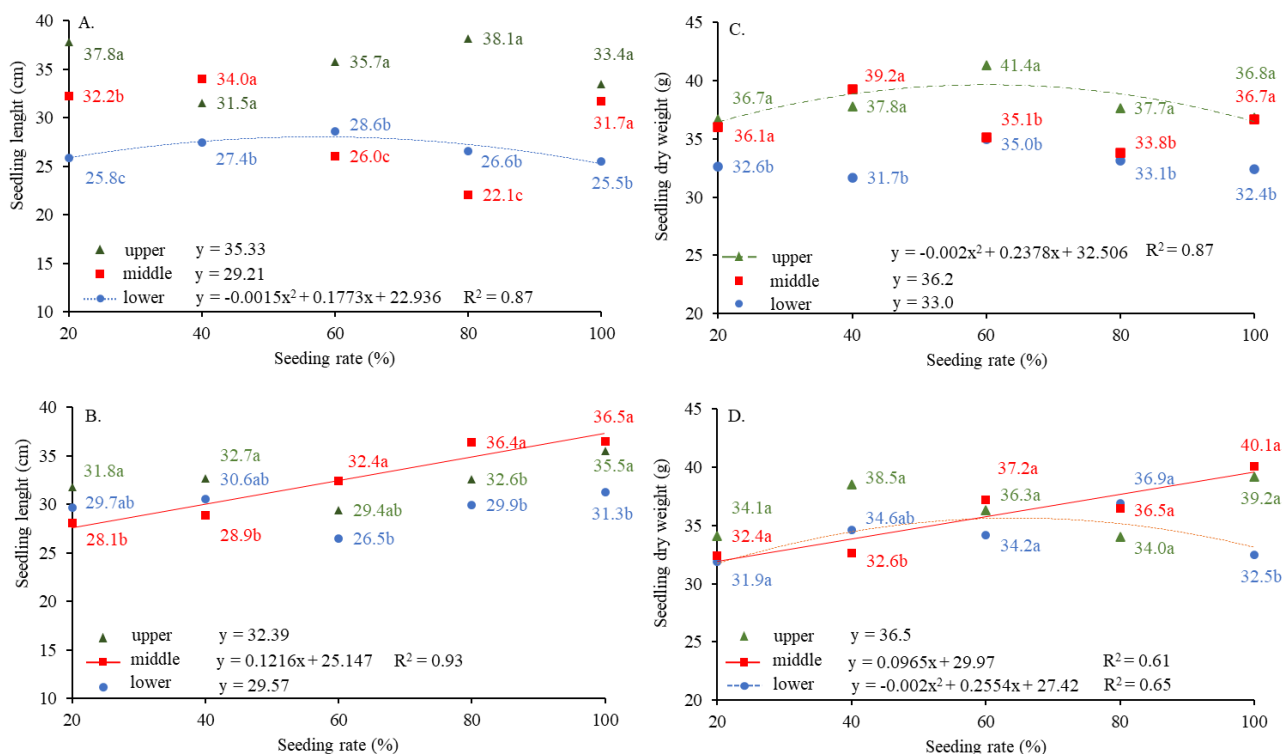 A.
Seedling lenght (cm)
40
35
30
25
20
15
10
37.8a
32.2b
25.8c
34.0a
31.5a
27.4b
35.7a
28.6b
26.0c
38.1a
26.6b
22.1c
33.4a
31.7a
25.5b
upper y = 35.33
middle y = 29.21
lower y = -0.0015x² + 0.1773x + 22.936 R² = 0.87
20 40 60 80 100
Seeding rate (%)
C.
Seedling dry weight (g)
45
40
35
30
25
20
15
36.7a
36.1a
32.6b
39.2a
37.8a
31.7b
41.4a
35.1b
35.0b
37.7a
33.8b
33.1b
36.8a
36.7a
32.4b
upper y = -0.002x² + 0.2378x + 32.506 R² = 0.87
middle y = 36.2
lower y = 33.0
20 40 60 80 100
Seeding rate (%)
B.
Seedling lenght (cm)
40
35
30
25
20
15
10
31.8a
29.7ab
28.1b
32.7a
30.6ab
28.9b
32.4a
29.4ab
26.5b
36.4a
32.6b
29.9b
36.5a
35.5a
31.3b
upper y = 32.39
middle y = 0.1216x + 25.147 R² = 0.93
lower y = 29.57
20 40 60 80 100
Seeding rate (%)
D.
Seedling dry weight (g)
45
40
35
30
25
20
15
34.1a
32.4a
31.9a
38.5a
34.6ab
32.6b
37.2a
36.3a
34.2a
36.9a
36.5a
34.0a
40.1a
39.2a
32.5b
upper y = 36.5
middle y = 0.0965x + 29.97 R² = 0.61
lower y = -0.002x² + 0.2554x + 27.42 R² = 0.65
20 40 60 80 100
Seeding rate (%)